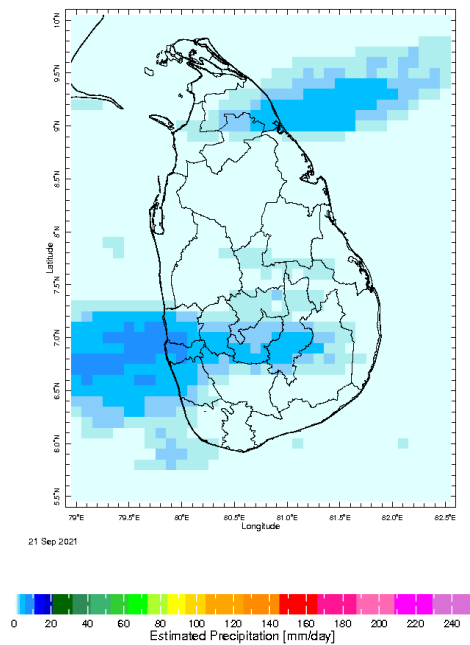 10°N
9.5°N
9°N
8.5°N
8°N
7.5°N
7.0°N
6.5°N
6.0°N
5.5°N
Latitude
79°E 79.5°E 80°E 80.5°E 81.0°E 81.5°E 82.0°E 82.5°E
Longitude
21 Sep 2021
0 20 40 60 80 100 120 140 160 180 200 220 240
Estimated Precipitation [mm/day]